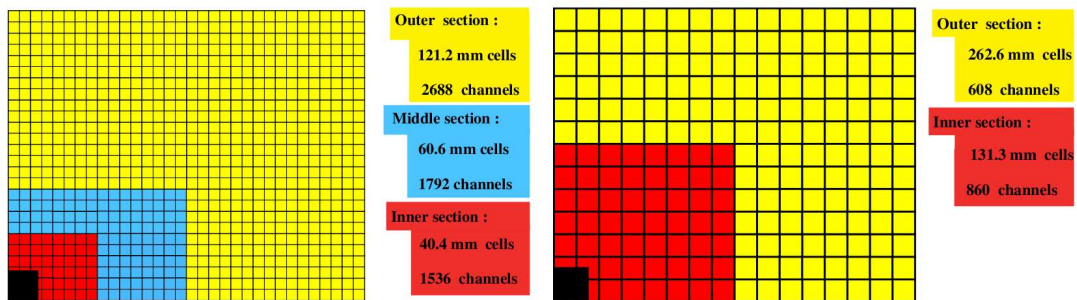 Outer section :
121.2 mm cells
2688 channels
Middle section :
60.6 mm cells
1792 channels
Inner section :
40.4 mm cells
1536 channels
Outer section :
262.6 mm cells
608 channels
Inner section :
131.3 mm cells
860 channels